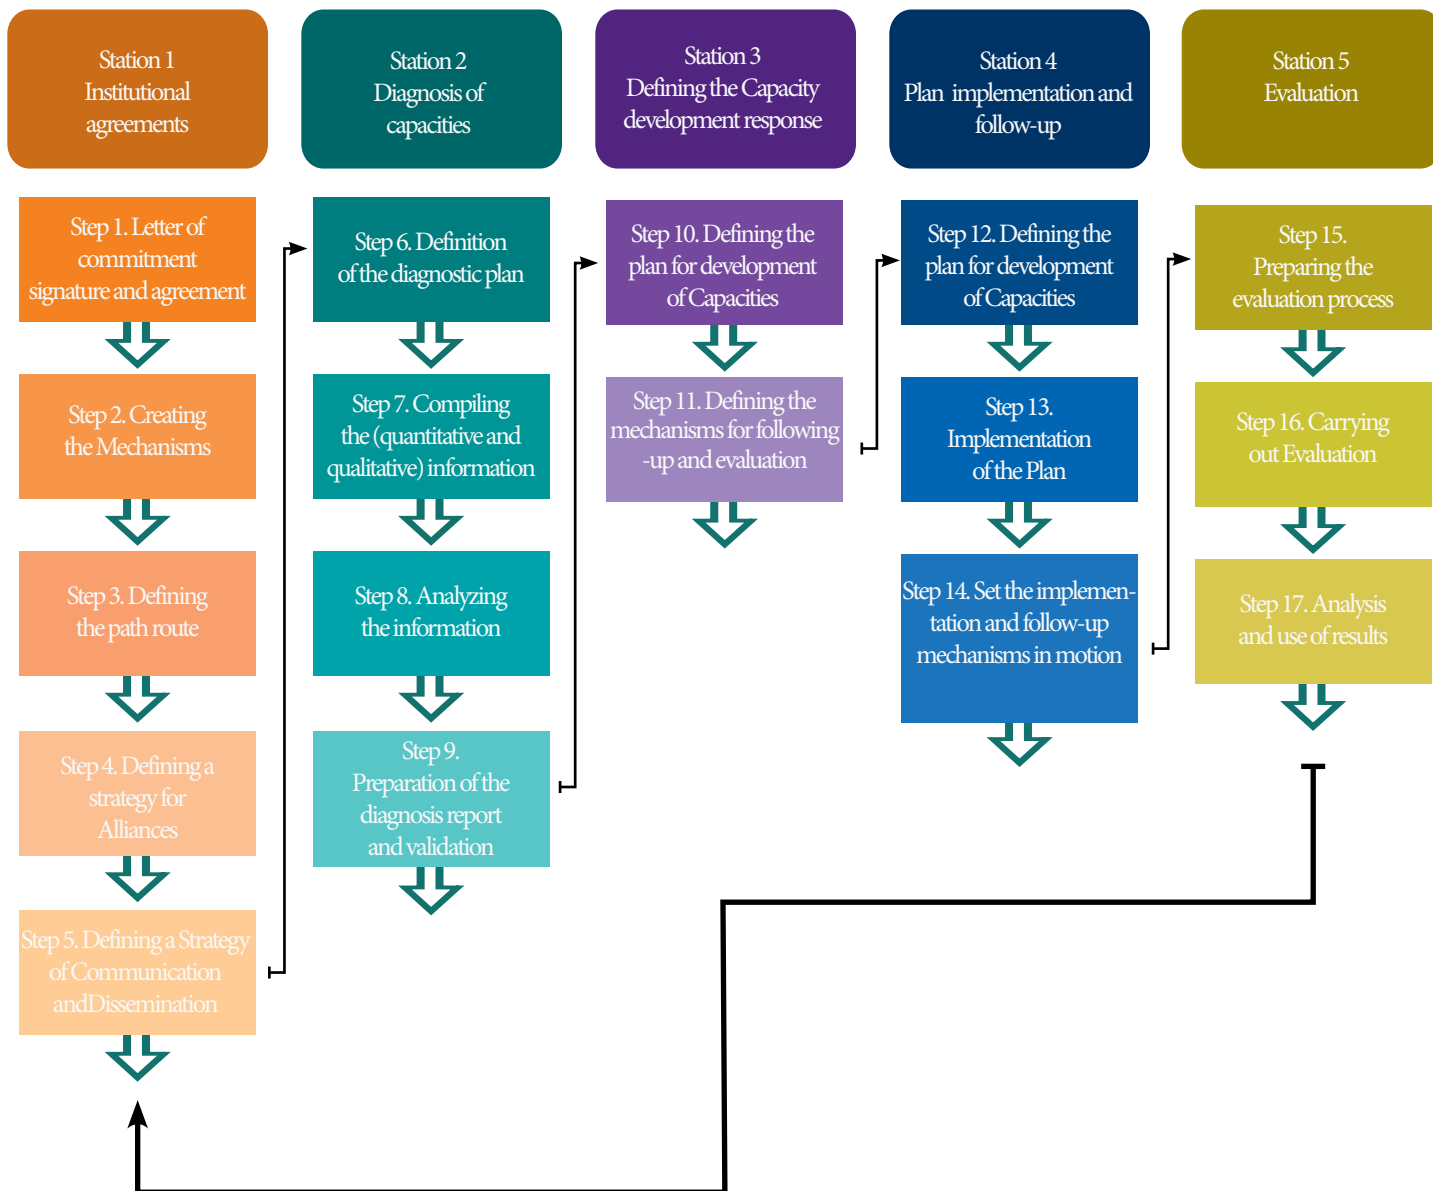 Station 1
Institutional
agreements
Station 2
Diagnosis of
capacities
Station 3
Defining the Capacity
development response
Station 4
Plan implementation and
follow-up
Station 5
Evaluation
Step 1. Letter of
commitment
signature and agreement
Step 2. Creating
the Mechanisms
Step 3. Defining
the path route
Step 4. Defining a
strategy for
Alliances
Step 5. Defining a Strategy
of Communication
andDissemination
Step 6. Definition
of the diagnostic plan
Step 7. Compiling
the (quantitative and
qualitative) information
Step 8. Analyzing
the information
Step 9.
Preparation of the
diagnosis report
and validation
Step 10. Defining the
plan for development
of Capacities
Step 11. Defining the
mechanisms for following
-up and evaluation
Step 12. Defining the
plan for development
of Capacities
Step 13.
Implementation
of the Plan
Step 14. Set the implemen-
tation and follow-up
mechanisms in motion
Step 15.
Preparing the
evaluation process
Step 16. Carrying
out Evaluation
Step 17. Analysis
and use of results